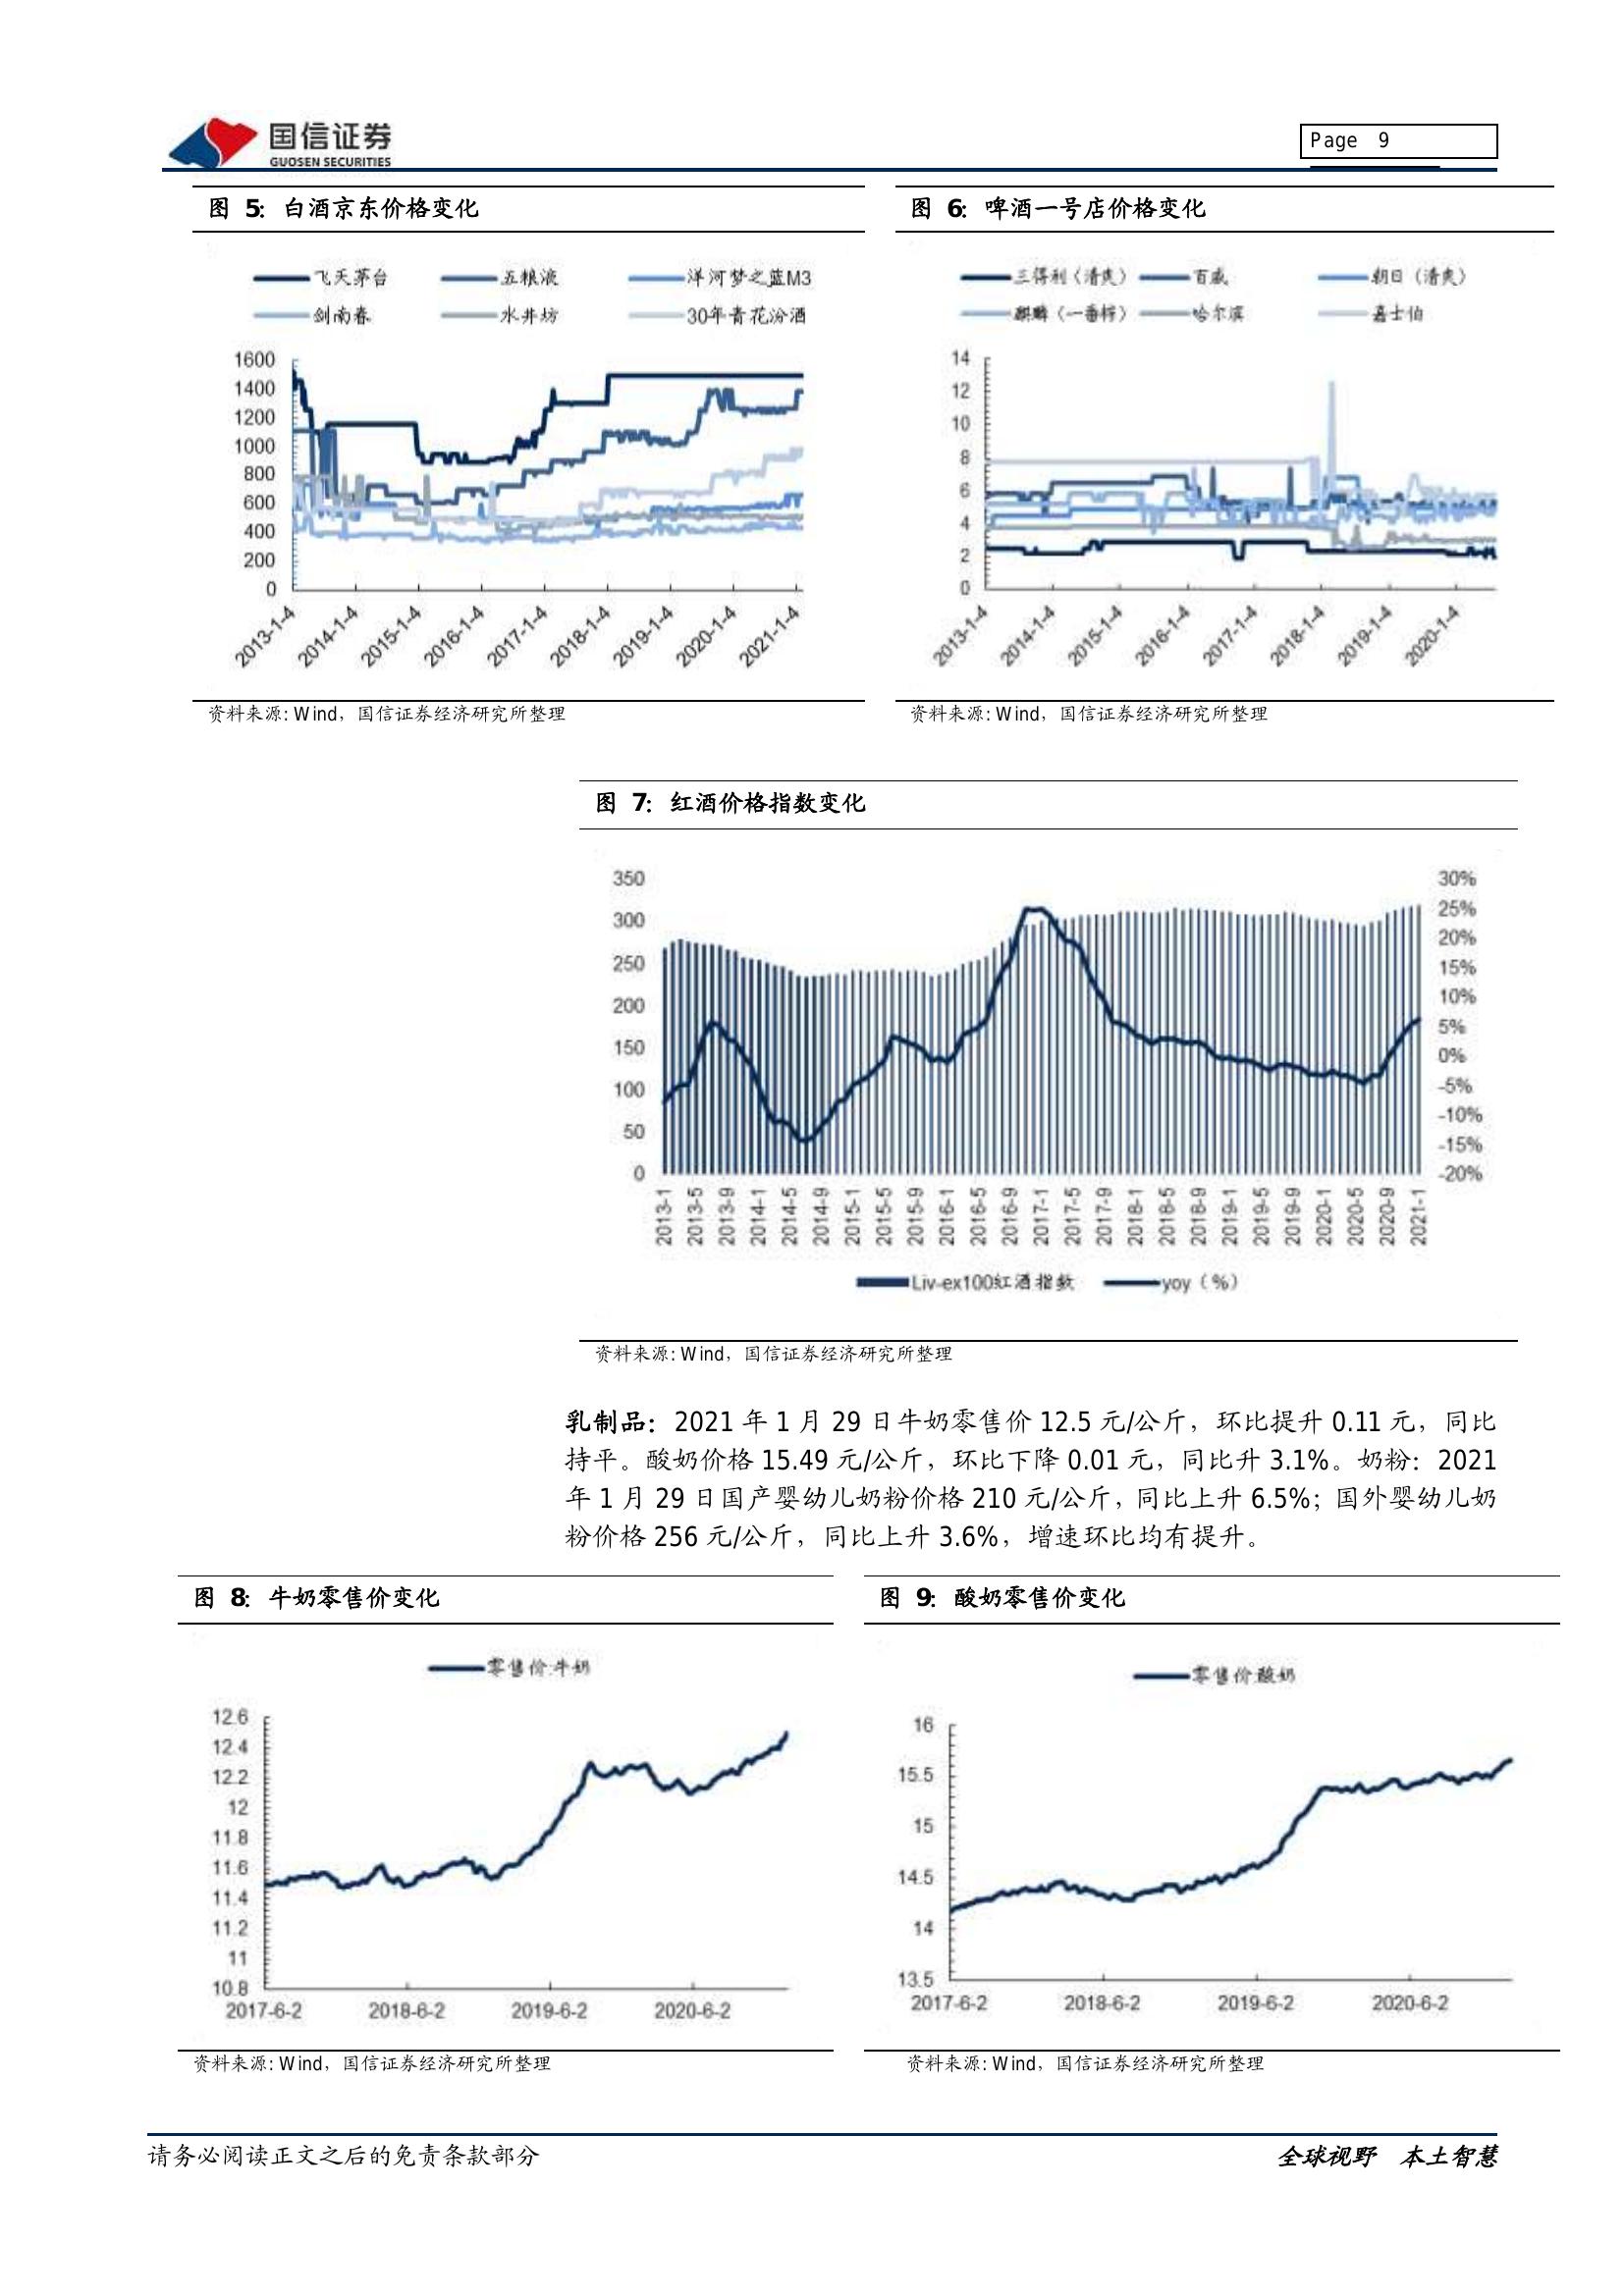 国信证券
GUOSEN SECURITIES
Page 9
图 5：白酒京东价格变化
飞天茅台 五粮液 洋河梦之蓝M3
剑南春 水井坊 30年青花汾酒
1600
1400
1200
1000
800
600
400
200
0
2013-1-4 2014-1-4 2015-1-4 2016-1-4 2017-1-4 2018-1-4 2019-1-4 2020-1-4 2021-1-4
资料来源: Wind，国信证券经济研究所整理
图 6：啤酒一号店价格变化
三得利（清爽） 百威 朝日（清爽）
麒麟（一番榨） 哈尔滨 嘉士伯
14
12
10
8
6
4
2
0
2013-1-4 2014-1-4 2015-1-4 2016-1-4 2017-1-4 2018-1-4 2019-1-4 2020-1-4
资料来源: Wind，国信证券经济研究所整理
图 7：红酒价格指数变化
350
300
250
200
150
100
50
0
30%
25%
20%
15%
10%
5%
0%
-5%
-10%
-15%
-20%
2013-1 2013-5 2013-9 2014-1 2014-5 2014-9 2015-1 2015-5 2015-9 2016-1 2016-5 2016-9 2017-1 2017-5 2017-9 2018-1 2018-5 2018-9 2019-1 2019-5 2019-9 2020-1 2020-5 2020-9 2021-1
Liv-ex100红酒指数 yoy（%）
资料来源: Wind，国信证券经济研究所整理
乳制品：2021 年 1 月 29 日牛奶零售价 12.5 元/公斤，环比提升 0.11 元，同比
持平。酸奶价格 15.49 元/公斤，环比下降 0.01 元，同比升 3.1%。奶粉：2021
年 1 月 29 日国产婴幼儿奶粉价格 210 元/公斤，同比上升 6.5%；国外婴幼儿奶
粉价格 256 元/公斤，同比上升 3.6%，增速环比均有提升。
图 8：牛奶零售价变化
零售价:牛奶
12.6
12.4
12.2
12
11.8
11.6
11.4
11.2
11
10.8
2017-6-2 2018-6-2 2019-6-2 2020-6-2
资料来源: Wind，国信证券经济研究所整理
图 9：酸奶零售价变化
零售价:酸奶
16
15.5
15
14.5
14
13.5
2017-6-2 2018-6-2 2019-6-2 2020-6-2
资料来源: Wind，国信证券经济研究所整理
请务必阅读正文之后的免责条款部分
全球视野 本土智慧